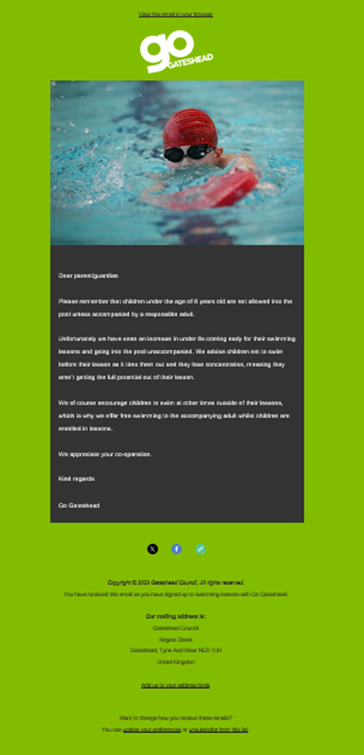 View this email in your browser
go
GATESHEAD
Dear parent/guardian
Please remember that children under the age of 8 years old are not allowed into the
pool unless accompanied by a responsible adult.
Unfortunately we have seen an increase in under 8s coming early for their swimming
lessons and going into the pool unaccompanied. We advise children not to swim
before their lesson as it tires them out and they lose concentration, meaning they
aren't getting the full potential out of their lesson.
We of course encourage children to swim at other times outside of their lessons,
which is why we offer free swimming to the accompanying adult whilst children are
enrolled in lessons.
We appreciate your co-operation.
Kind regards
Go Gateshead
Copyright © 2023 Gateshead Council, All rights reserved.
You have received this email as you have signed up to swimming lessons with Go Gateshead.
Our mailing address is:
Gateshead Council
Regent Street
Gateshead, Tyne And Wear NE8 1HH
United Kingdom
Add us to your address book
Want to change how you receive these emails?
You can update your preferences or unsubscribe from this list.